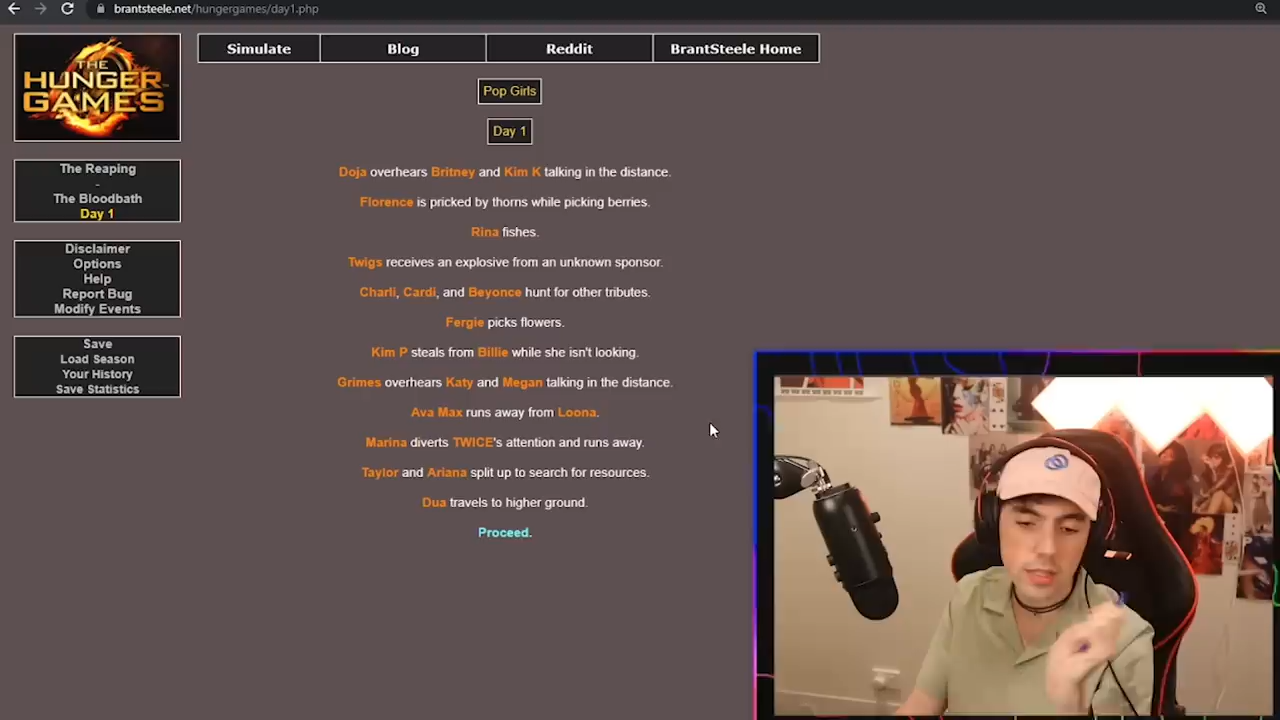 brantsteele.net/hungergames/day1.php
THE
HUNGER
GAMES
Simulate
Blog
Reddit
BrantSteele Home
Pop Girls
Day 1
The Reaping
-
The Bloodbath
Day 1
Disclaimer
Options
Help
Report Bug
Modify Events
Save
Load Season
Your History
Save Statistics
Doja overhears Britney and Kim K talking in the distance.
Florence is pricked by thorns while picking berries.
Rina fishes.
Twigs receives an explosive from an unknown sponsor.
Charli, Cardi, and Beyonce hunt for other tributes.
Fergie picks flowers.
Kim P steals from Billie while she isn't looking.
Grimes overhears Katy and Megan talking in the distance.
Ava Max runs away from Loona.
Marina diverts TWICE's attention and runs away.
Taylor and Ariana split up to search for resources.
Dua travels to higher ground.
Proceed.